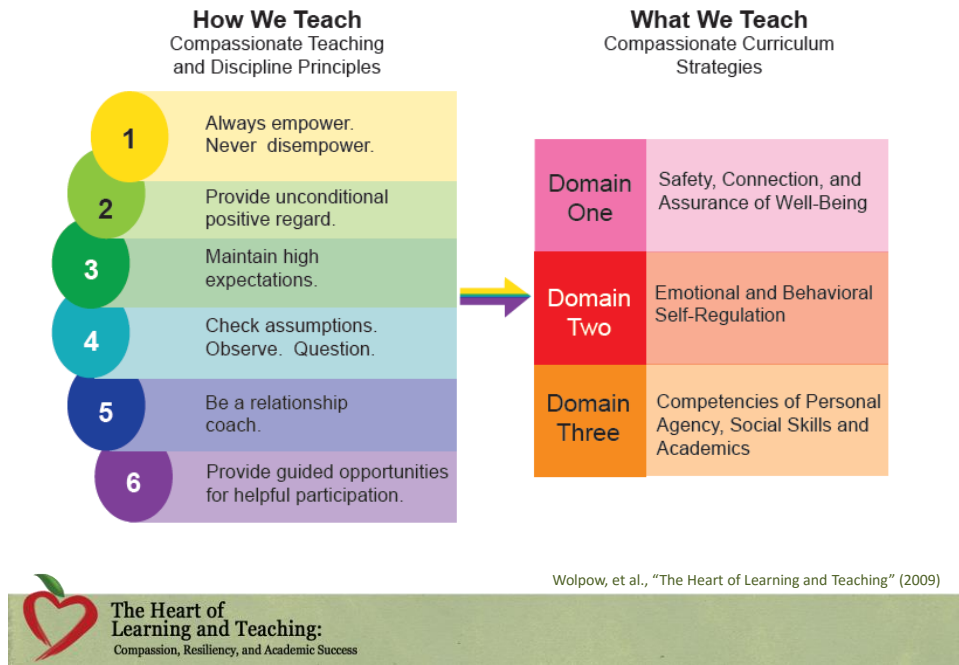 How We Teach
Compassionate Teaching
and Discipline Principles
1
Always empower.
Never disempower.
2
Provide unconditional
positive regard.
3
Maintain high
expectations.
4
Check assumptions.
Observe. Question.
5
Be a relationship
coach.
6
Provide guided opportunities
for helpful participation.
What We Teach
Compassionate Curriculum
Strategies
Domain
One
Safety, Connection, and
Assurance of Well-Being
Domain
Two
Emotional and Behavioral
Self-Regulation
Domain
Three
Competencies of Personal
Agency, Social Skills and
Academics
Wolpow, et al., “The Heart of Learning and Teaching” (2009)
The Heart of
Learning and Teaching:
Compassion, Resiliency, and Academic Success